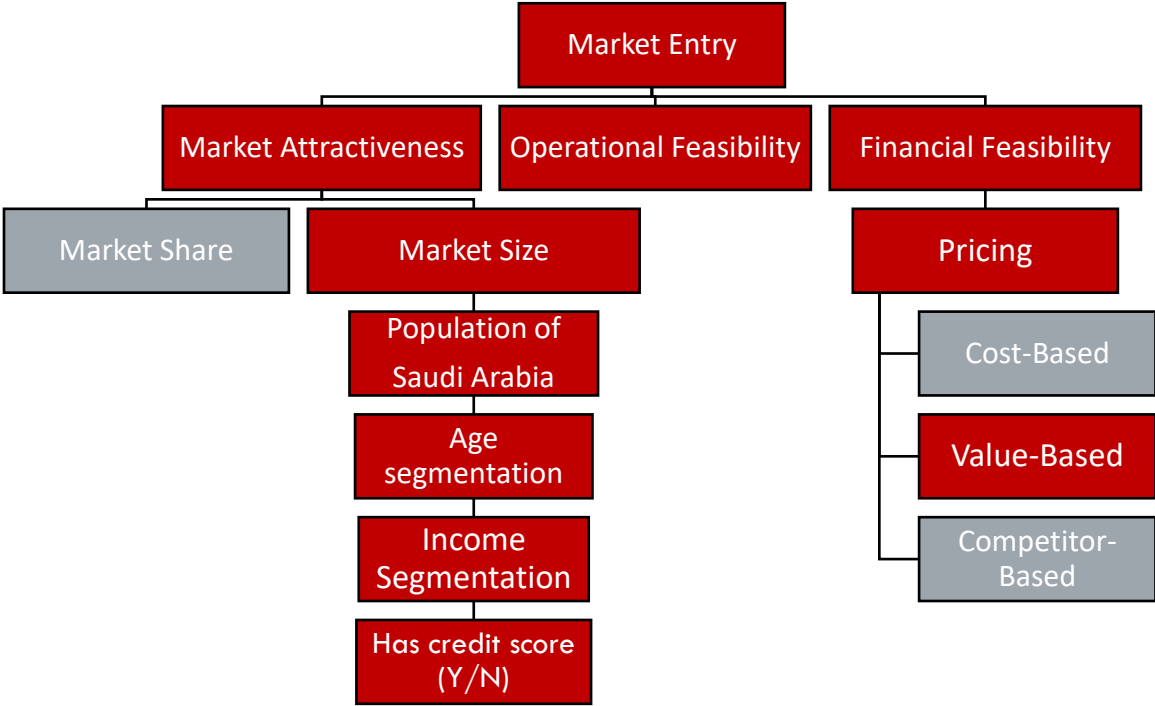 Market Entry
Market Attractiveness
Operational Feasibility
Financial Feasibility
Market Share
Market Size
Pricing
Population of
Saudi Arabia
Cost-Based
Age
segmentation
Value-Based
Income
Segmentation
Competitor-
Based
Has credit score
(Y/N)